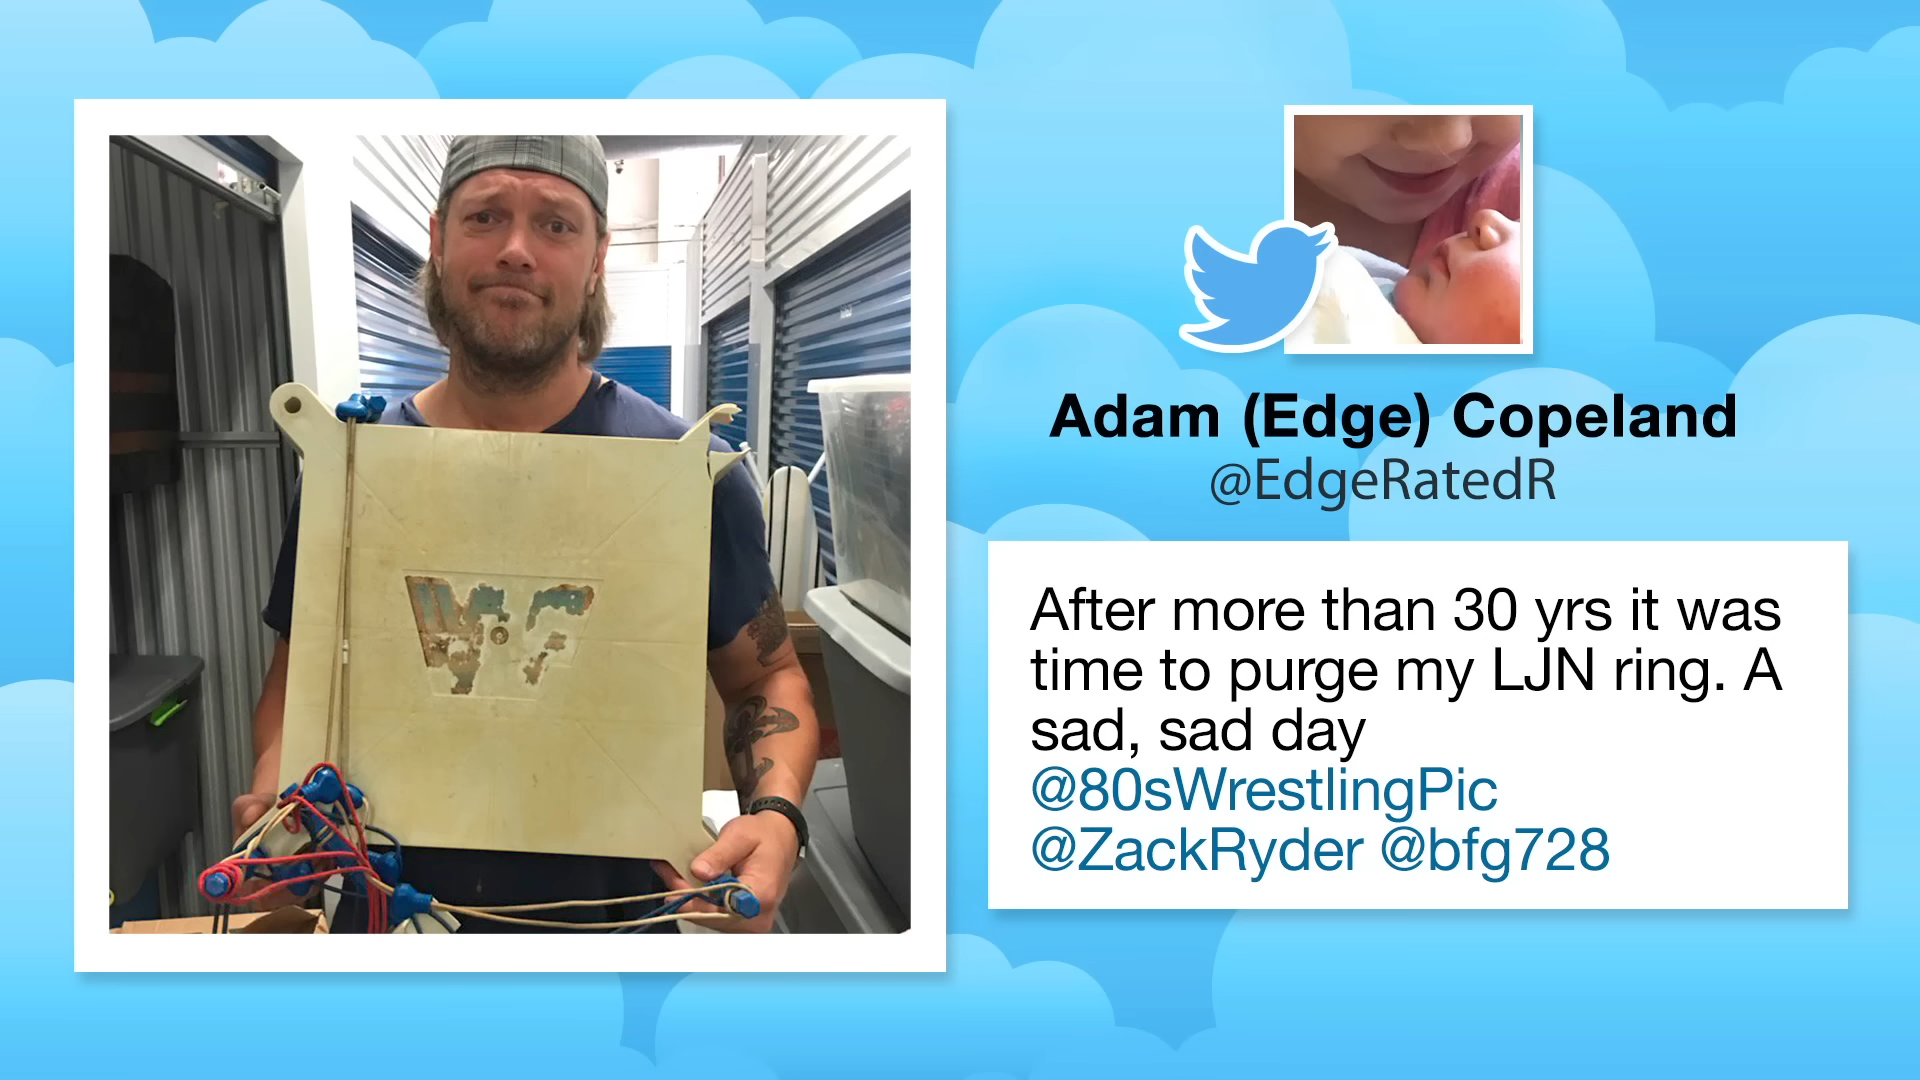 Adam (Edge) Copeland
@EdgeRatedR
After more than 30 yrs it was
time to purge my LJN ring. A
sad, sad day
@80sWrestlingPic
@ZackRyder @bfg728